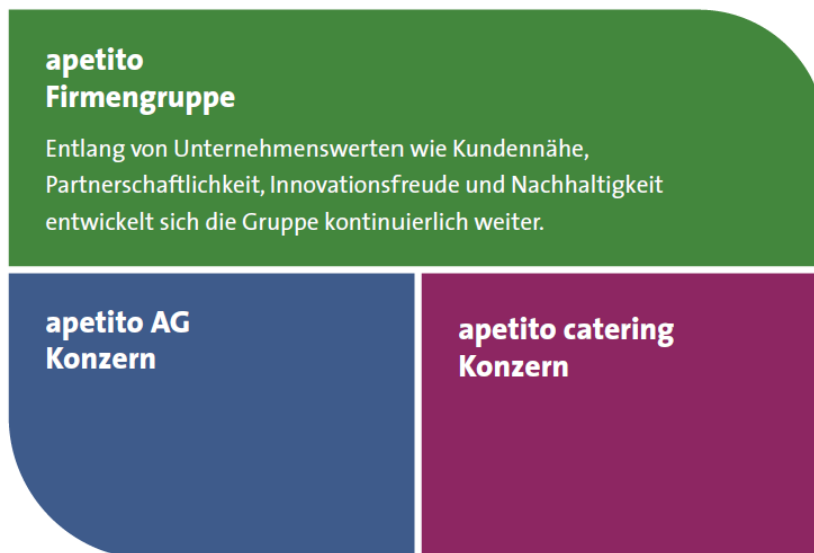 apetito
Firmengruppe
Entlang von Unternehmenswerten wie Kundennähe,
Partnerschaftlichkeit, Innovationsfreude und Nachhaltigkeit
entwickelt sich die Gruppe kontinuierlich weiter.
apetito AG
Konzern
apetito catering
Konzern